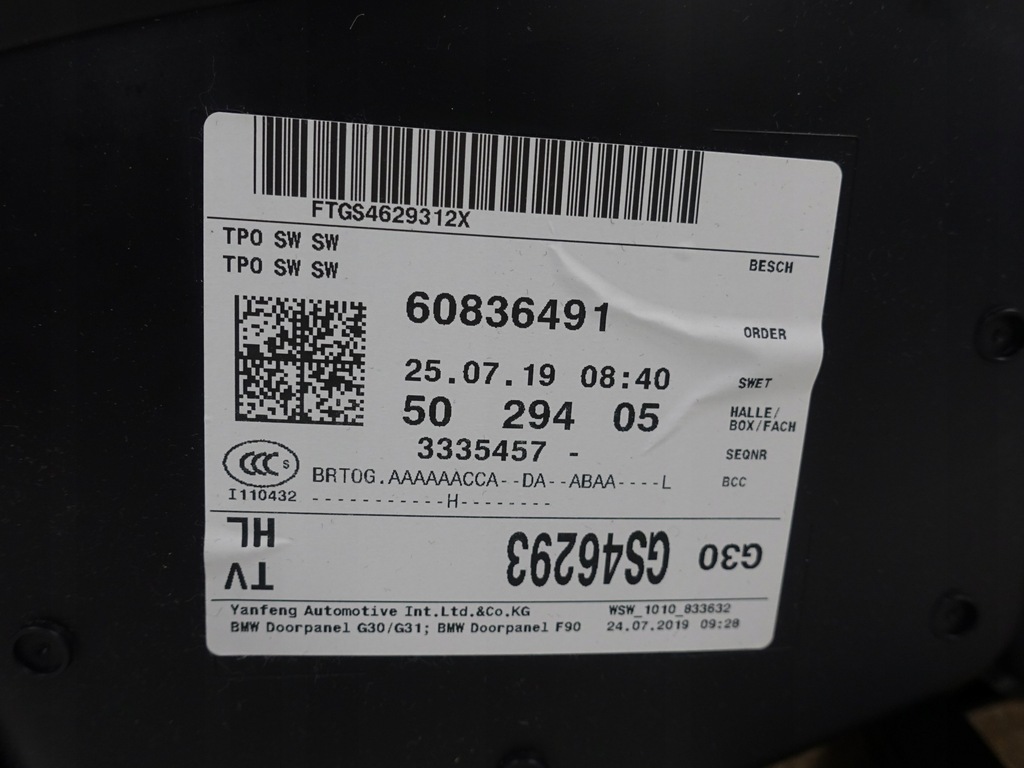 FTGS4629312X
TPO SW SW
TPO SW SW
BESCH
60836491
ORDER
25.07.19 08:40
SWET
50 294 05
HALLE/
BOX/FACH
3335457 -
SEQNR
CCC S
BRTOG.AAAAAACCA--DA--ABAA----L
BCC
I110432
-----------H--------
HL
TV
GS46293
G30
Yanfeng Automotive Int.Ltd.&Co.KG
WSW_1010_833632
BMW Doorpanel G30/G31; BMW Doorpanel F90
24.07.2019 09:28